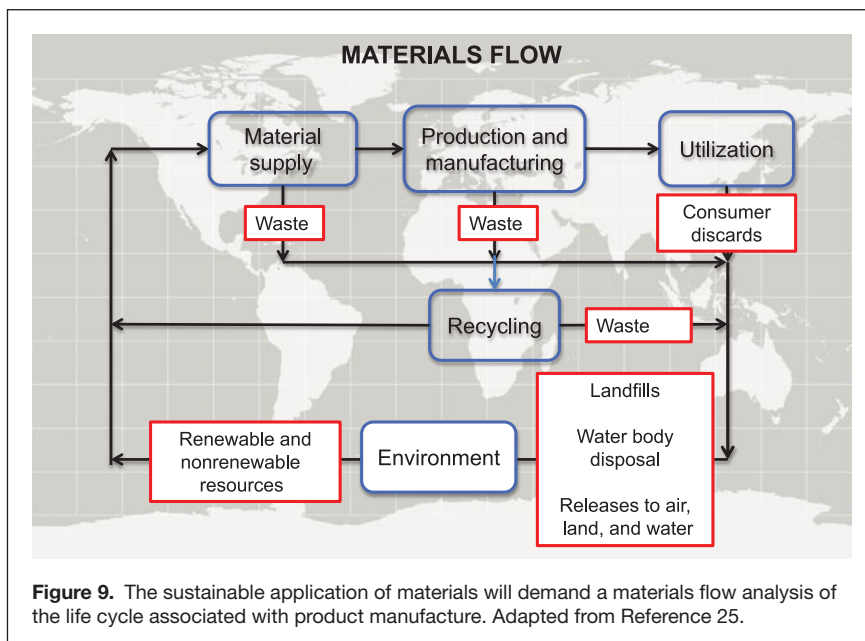 MATERIALS FLOW
Material
supply
Production and
manufacturing
Utilization
Waste
Waste
Consumer
discards
Recycling
Waste
Landfills
Water body
disposal
Releases to air,
land, and water
Environment
Renewable and
nonrenewable
resources
Figure 9. The sustainable application of materials will demand a materials flow analysis of
the life cycle associated with product manufacture. Adapted from Reference 25.